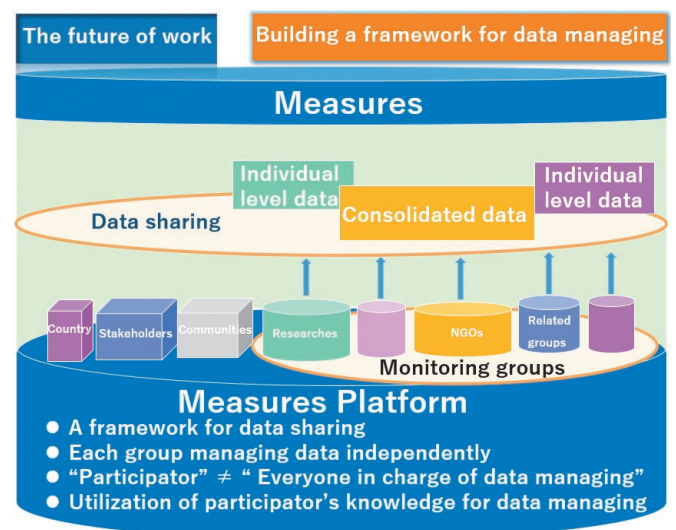 The future of work
Building a framework for data managing
Measures
Individual
level data
Individual
level data
Consolidated data
Data sharing
Country
Stakeholders
Communities
Researches
NGOs
Related
groups
Monitoring groups
Measures Platform
● A framework for data sharing
● Each group managing data independently
● “Participator” ≠ “ Everyone in charge of data managing”
● Utilization of participator’s knowledge for data managing